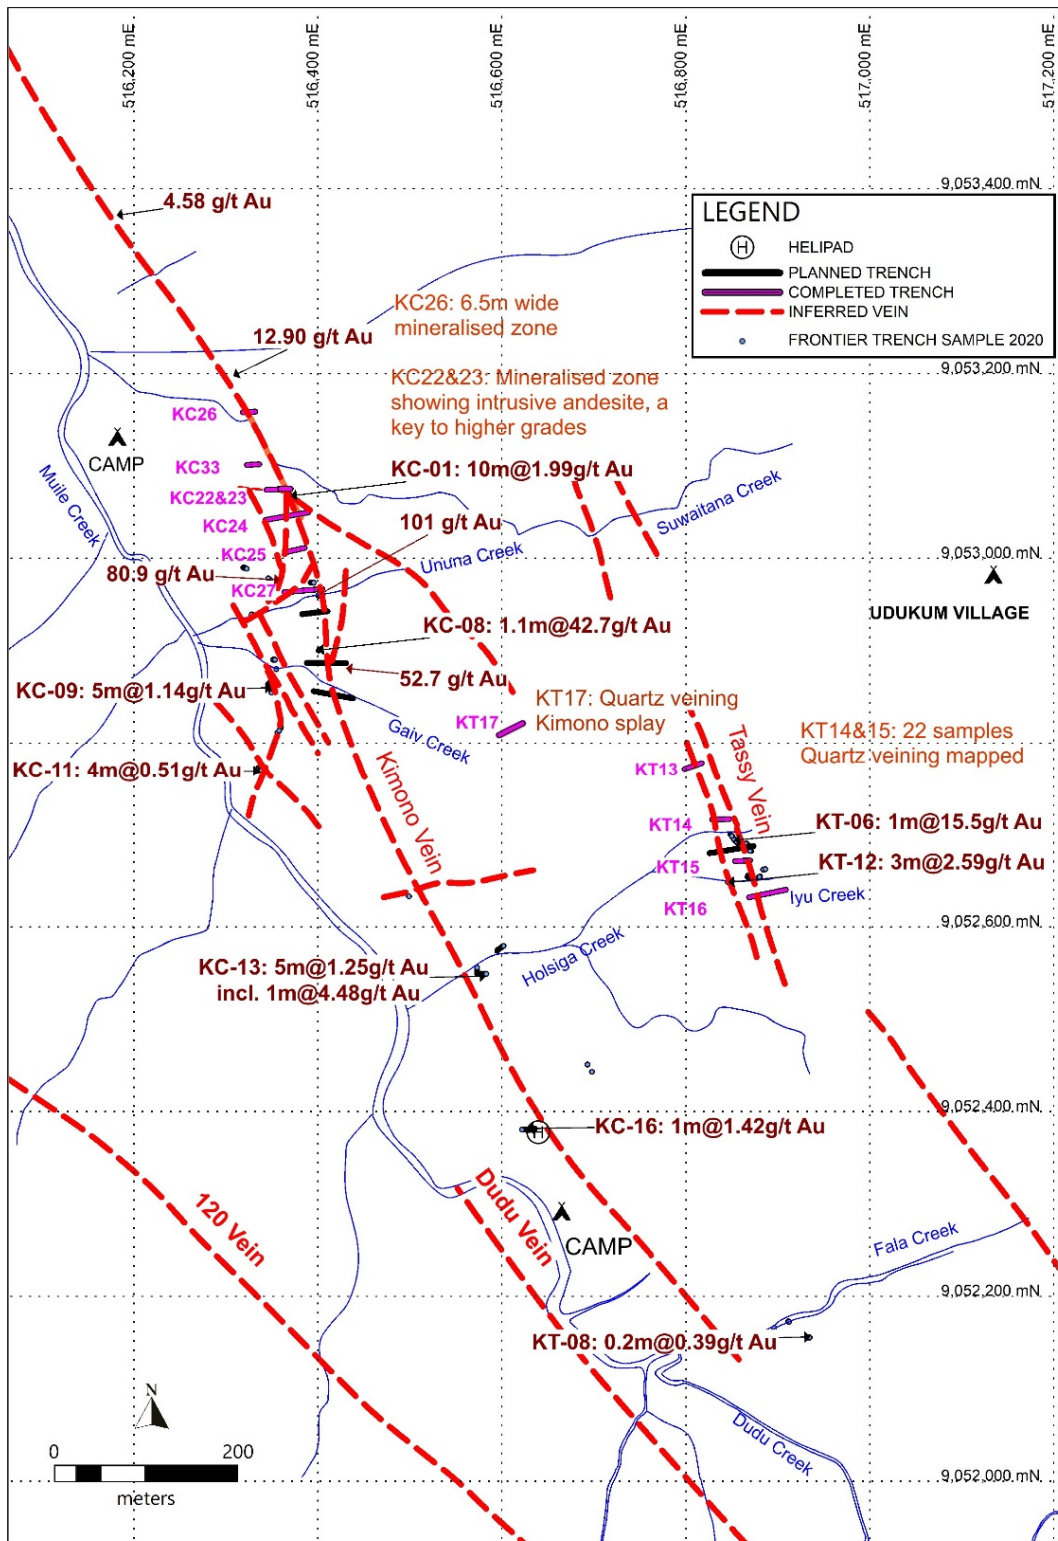 516,200 mE
516,400 mE
516,600 mE
516,800 mE
517,000 mE
517,200 mE
9,053,400 mN
4.58 g/t Au
LEGEND
H HELIPAD
PLANNED TRENCH
COMPLETED TRENCH
INFERRED VEIN
FRONTIER TRENCH SAMPLE 2020
KC26: 6.5m wide
mineralised zone
12.90 g/t Au
9,053,200 mN
KC22&23: Mineralised zone
showing intrusive andesite, a
key to higher grades
KC26
CAMP
KC33
KC-01: 10m@1.99g/t Au
Muile Creek
KC22&23
KC24
101 g/t Au
Suwaitana Creek
KC25
Ununa Creek
9,053,000 mN
80.9 g/t Au
KC27
UDUKUM VILLAGE
KC-08: 1.1m@42.7g/t Au
52.7 g/t Au
KC-09: 5m@1.14g/t Au
KT17: Quartz veining
Kimono splay
KT17
Gaiv Creek
KT14&15: 22 samples
Quartz veining mapped
KC-11: 4m@0.51g/t Au
Kimono Vein
KT13
Tassy Vein
KT14
KT-06: 1m@15.5g/t Au
KT15
KT-12: 3m@2.59g/t Au
Iyu Creek
KT16
9,052,600 mN
Holsiga Creek
KC-13: 5m@1.25g/t Au
incl. 1m@4.48g/t Au
9,052,400 mN
KC-16: 1m@1.42g/t Au
H
120 Vein
Dudu Vein
CAMP
Fala Creek
9,052,200 mN
KT-08: 0.2m@0.39g/t Au
N
Dudu Creek
0 200
meters
9,052,000 mN